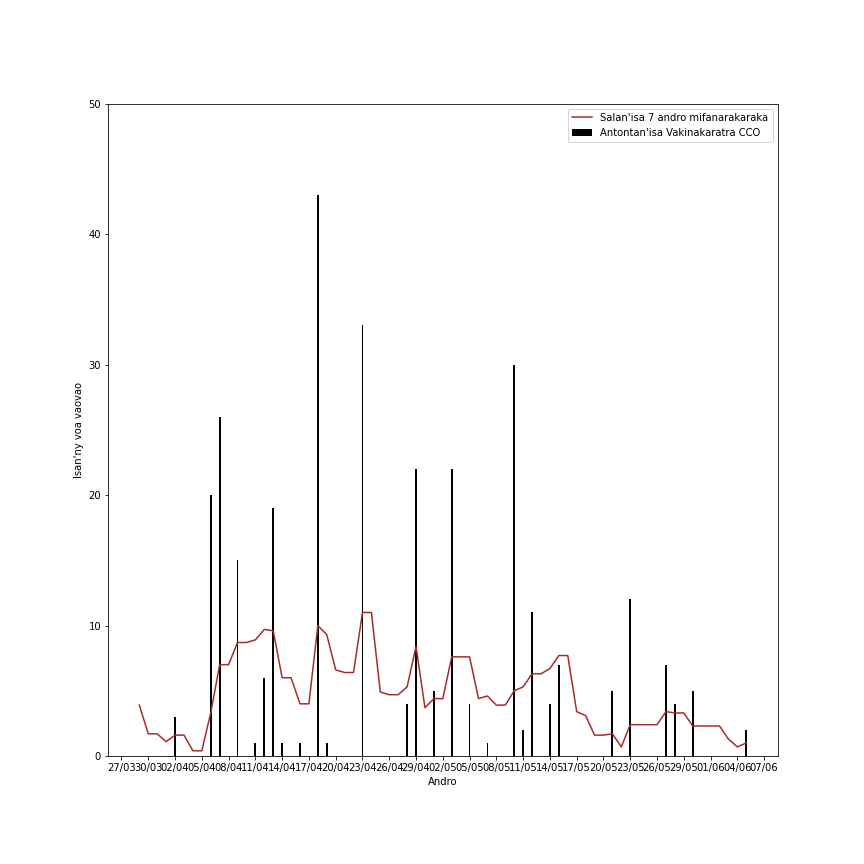 Salan'isa 7 andro mifanarakaraka
Antontan'isa Vakinakaratra CCO
50
40
30
20
10
0
Isan'ny voa vaovao
27/03 30/03 02/04 05/04 08/04 11/04 14/04 17/04 20/04 23/04 26/04 29/04 02/05 05/05 08/05 11/05 14/05 17/05 20/05 23/05 26/05 29/05 01/06 04/06 07/06
Andro